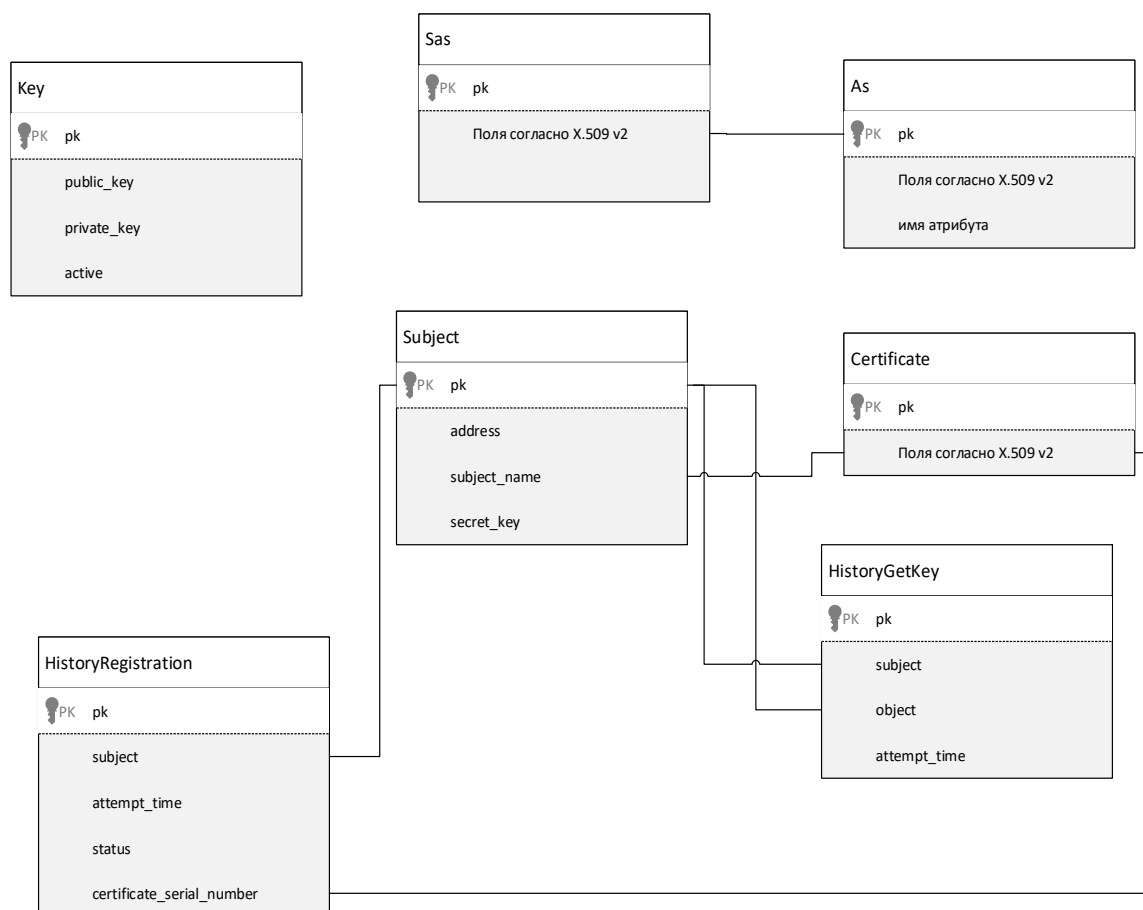 Sas
PK pk
Поля согласно X.509 v2
Key
PK pk
public_key
private_key
active
As
PK pk
Поля согласно X.509 v2
имя атрибута
Subject
PK pk
address
subject_name
secret_key
Certificate
PK pk
Поля согласно X.509 v2
HistoryGetKey
PK pk
subject
object
attempt_time
HistoryRegistration
PK pk
subject
attempt_time
status
certificate_serial_number